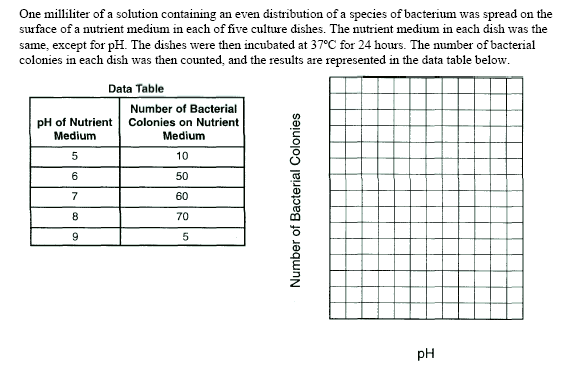 One milliliter of a solution containing an even distribution of a species of bacterium was spread on the
surface of a nutrient medium in each of five culture dishes. The nutrient medium in each dish was the
same, except for pH. The dishes were then incubated at 37°C for 24 hours. The number of bacterial
colonies in each dish was then counted, and the results are represented in the data table below.
Data Table
pH of Nutrient Medium
Number of Bacterial Colonies on Nutrient Medium
5 10
6 50
7 60
8 70
9 5
Number of Bacterial Colonies
pH